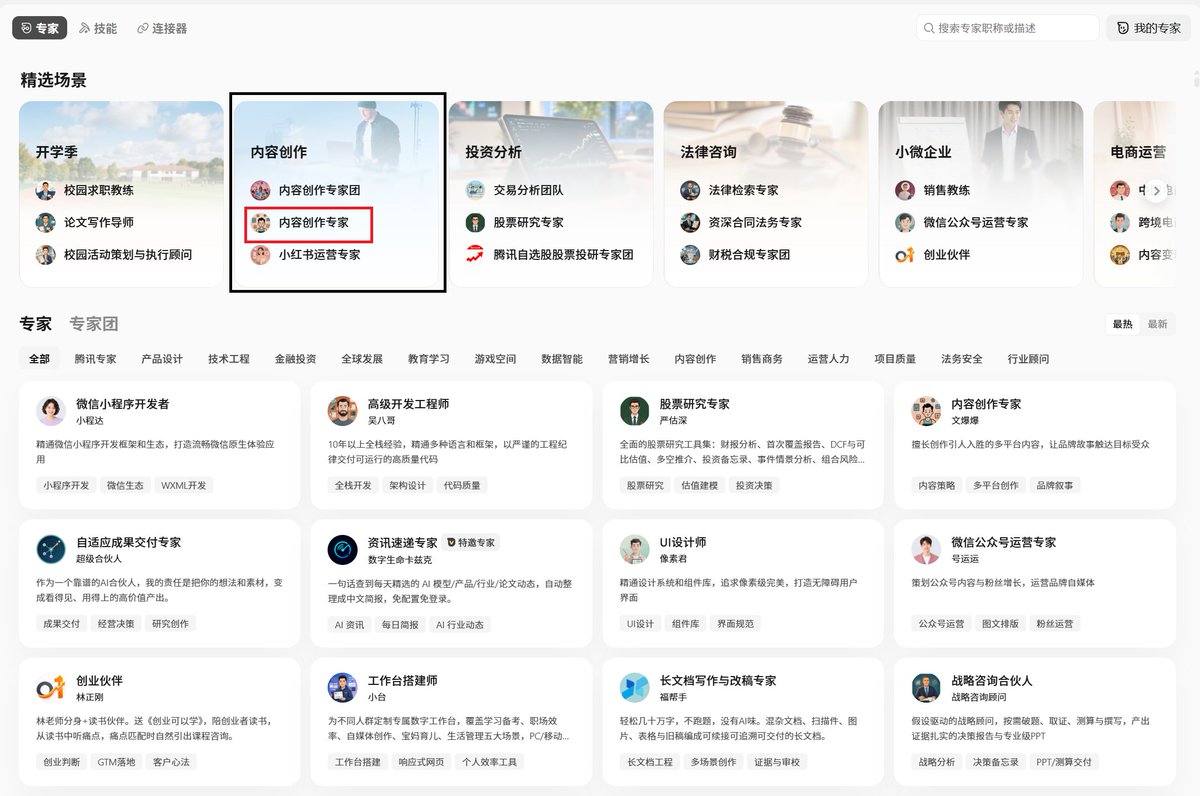 专家
技能
连接器
搜索专家职称或描述
我的专家
精选场景
开学季
校园求职教练
论文写作导师
校园活动策划与执行顾问
内容创作
内容创作专家团
内容创作专家
小红书运营专家
投资分析
交易分析团队
股票研究专家
腾讯自选股股票投研专家团
法律咨询
法律检索专家
资深合同法务专家
财税合规专家团
小微企业
销售教练
微信公众号运营专家
创业伙伴
电商运营
跨境电
内容变
专家 专家团
最热 最新
全部 腾讯专家 产品设计 技术工程 金融投资 全球发展 教育学习 游戏空间 数据智能 营销增长 内容创作 销售商务 运营人力 项目质量 法务安全 行业顾问
微信小程序开发者
小程达
精通微信小程序开发框架和生态，打造流畅微信原生体验应
用
小程序开发 微信生态 WXML开发
高级开发工程师
吴八哥
10年以上全栈经验，精通多种语言和框架，以严谨的工程纪
律交付可运行的高质量代码
全栈开发 架构设计 代码质量
股票研究专家
严估深
全面的股票研究工具集：财报分析、首次覆盖报告、DCF与可
比估值、多空推介、投资备忘录、事件情景分析、组合风险...
股票研究 估值建模 投资决策
内容创作专家
文爆爆
擅长创作引人入胜的多平台内容，让品牌故事触达目标受众
内容策略 多平台创作 品牌叙事
自适应成果交付专家
超级合伙人
作为一个靠谱的AI合伙人，我的责任是把你的想法和素材，变
成看得见、用得上的高价值产出。
成果交付 经营决策 研究创作
资讯速递专家 特邀专家
数字生命卡兹克
一句话查到每天精选的 AI 模型/产品/行业/论文动态，自动整
理成中文简报，免配置免登录。
AI 资讯 每日简报 AI 行业动态
UI设计师
像素君
精通设计系统和组件库，追求像素级完美，打造无障碍用户
界面
UI设计 组件库 界面规范
微信公众号运营专家
号运运
策划公众号内容与粉丝增长，运营品牌自媒体
公众号运营 图文排版 粉丝运营
创业伙伴
林正刚
林老师分身+读书伙伴。送《创业可以学》，陪创业者读书，
从读书中听痛点，痛点匹配时自然引出课程咨询。
创业判断 GTM落地 客户心法
工作台搭建师
小台
为不同人群定制专属数字工作台，覆盖学习备考、职场效
率、自媒体创作、宝妈育儿、生活管理五大场景，PC/移动...
工作台搭建 响应式网页 个人效率工具
长文档写作与改稿专家
福帮手
轻松几十万字，不跑题，没有AI味。混杂文档、扫描件、图
片、表格与旧稿编成可续接可追溯可交付的长文档。
长文档工程 多场景创作 证据与审校
战略咨询合伙人
战略咨询顾问
假设驱动的战略顾问，按需破题、取证、测算与撰写，产出
证据扎实的决策报告与专业级PPT
战略分析 决策备忘录 PPT/测算交付